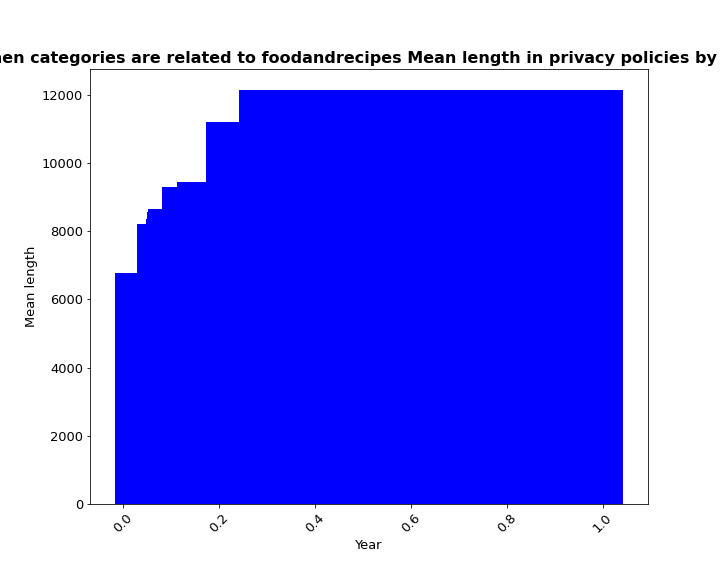 categories are related to foodandrecipes Mean length in privacy policies by
12000
10000
8000
6000
4000
2000
0
Mean length
0.0 0.2 0.4 0.6 0.8 1.0
Year